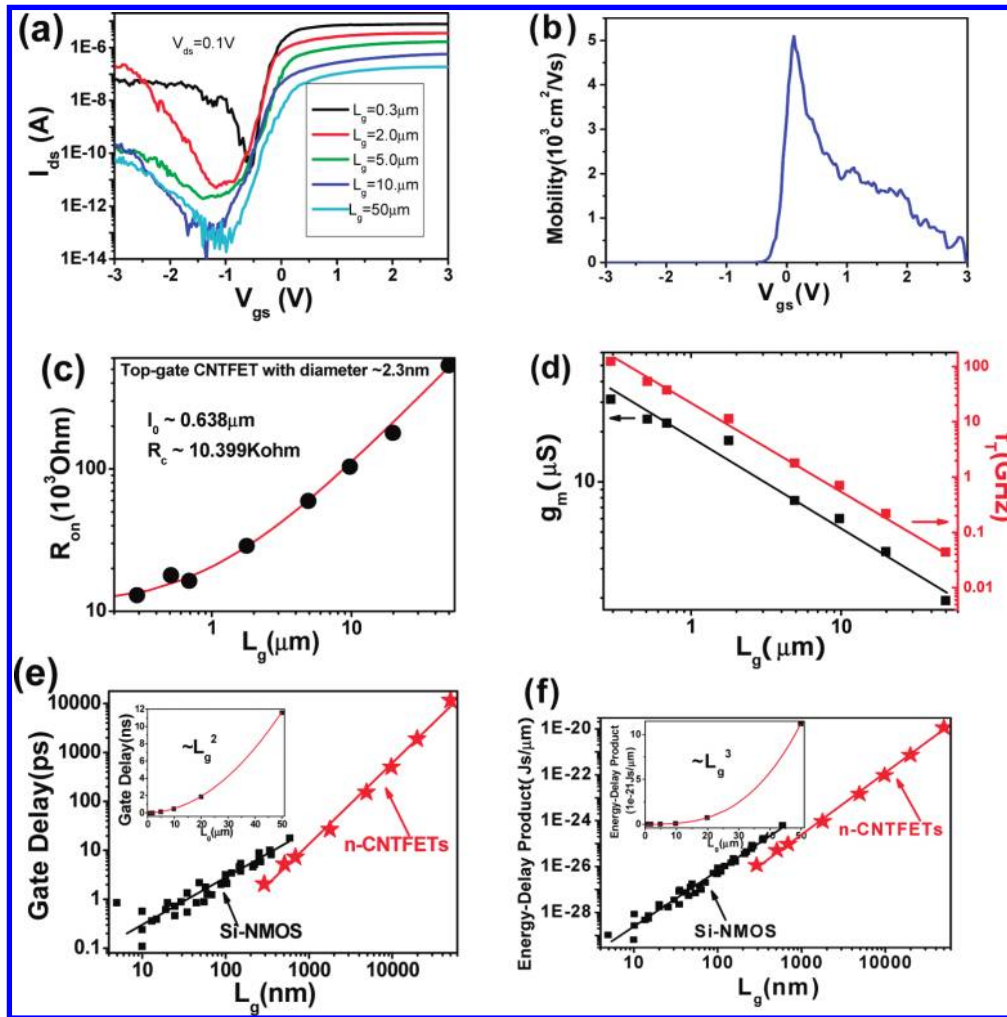 (a)
V_ds=0.1V
L_g=0.3μm
L_g=2.0μm
L_g=5.0μm
L_g=10.μm
L_g=50μm
I_ds (A)
1E-6
1E-8
1E-10
1E-12
1E-14
-3 -2 -1 0 1 2 3
V_gs (V)
(b)
Mobility(10^3cm^2/Vs)
5
4
3
2
1
0
-3 -2 -1 0 1 2 3
V_gs(V)
(c)
Top-gate CNTFET with diameter ~2.3nm
l_0 ~ 0.638μm
R_c ~ 10.399Kohm
R_on(10^3Ohm)
100
10
1 10
L_g(μm)
(d)
g_m(μS)
10
f_T(GHz)
100
10
1
0.1
0.01
1 10
L_g( μm)
(e)
Gate Delay(ps)
10000
1000
100
10
1
0.1
Gate Delay(ns)
12
10
8
6
4
2
0
~L_g^2
0 10 20 30 40 50
L_g(μm)
n-CNTFETs
Si-NMOS
10 100 1000 10000
L_g(nm)
(f)
Energy-Delay Product( Js/μm)
1E-20
1E-22
1E-24
1E-26
1E-28
Energy-Delay Product
(1e-21Js/μm)
10
5
0
~L_g^3
0 10 20 30 40 50
L_g(μm)
n-CNTFETs
Si-NMOS
10 100 1000 10000
L_g(nm)